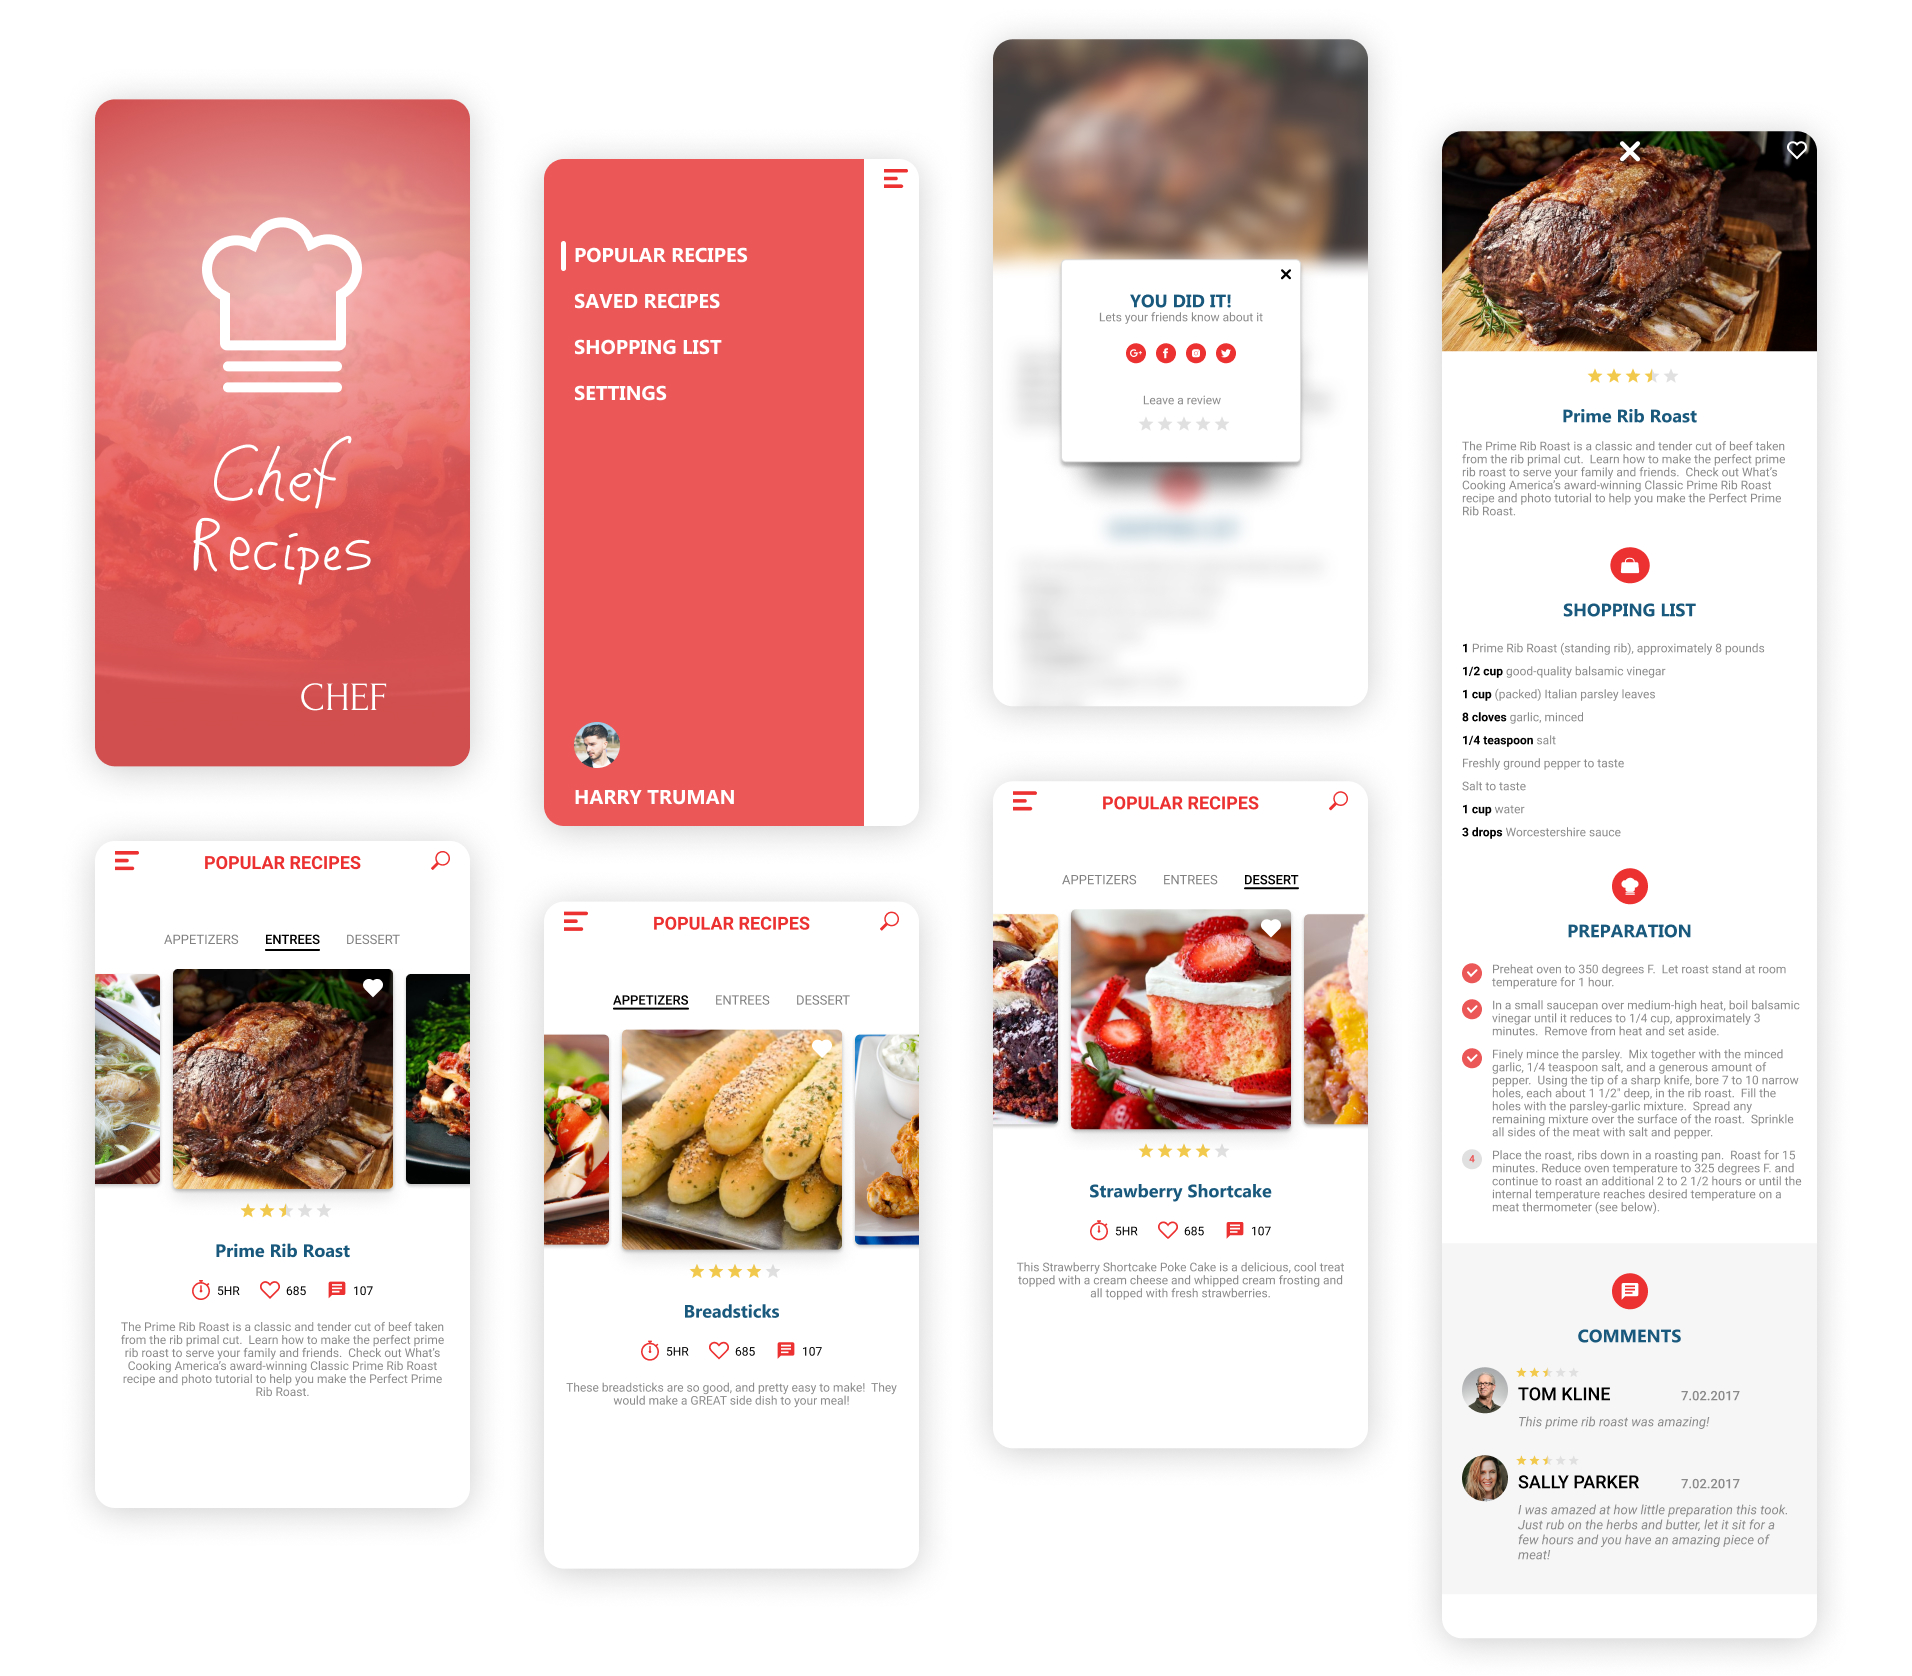 Chef
Recipes
CHEF
POPULAR RECIPES
SAVED RECIPES
SHOPPING LIST
SETTINGS
HARRY TRUMAN
YOU DID IT!
Lets your friends know about it
G+
f
Leave a review
Prime Rib Roast
The Prime Rib Roast is a classic and tender cut of beef taken
from the rib primal cut. Learn how to make the perfect prime
rib roast to serve your family and friends. Check out What's
Cooking America's award-winning Classic Prime Rib Roast
recipe and photo tutorial to help you make the Perfect Prime
Rib Roast.
SHOPPING LIST
1 Prime Rib Roast (standing rib), approximately 8 pounds
1/2 cup good-quality balsamic vinegar
1 cup (packed) Italian parsley leaves
8 cloves garlic, minced
1/4 teaspoon salt
Freshly ground pepper to taste
Salt to taste
1 cup water
3 drops Worcestershire sauce
PREPARATION
Preheat oven to 350 degrees F. Let roast stand at room
temperature for 1 hour.
In a small saucepan over medium-high heat, boil balsamic
vinegar until it reduces to 1/4 cup, approximately 3
minutes. Remove from heat and set aside.
Finely mince the parsley. Mix together with the minced
garlic, 1/4 teaspoon salt, and a generous amount of
pepper. Using the tip of a sharp knife, bore 7 to 10 narrow
holes, each about 1 1/2" deep, in the rib roast. Fill the
holes with the parsley-garlic mixture. Spread any
remaining mixture over the surface of the roast. Sprinkle
all sides of the meat with salt and pepper.
4 Place the roast, ribs down in a roasting pan. Roast for 15
minutes. Reduce oven temperature to 325 degrees F. and
continue to roast an additional 2 to 2 1/2 hours or until the
internal temperature reaches desired temperature on a
meat thermometer (see below).
COMMENTS
TOM KLINE 7.02.2017
This prime rib roast was amazing!
SALLY PARKER 7.02.2017
I was amazed at how little preparation this took.
Just rub on the herbs and butter, let it sit for a
few hours and you have an amazing piece of
meat!
POPULAR RECIPES
APPETIZERS ENTREES DESSERT
Prime Rib Roast
5HR 685 107
The Prime Rib Roast is a classic and tender cut of beef taken
from the rib primal cut. Learn how to make the perfect prime
rib roast to serve your family and friends. Check out What's
Cooking America's award-winning Classic Prime Rib Roast
recipe and photo tutorial to help you make the Perfect Prime
Rib Roast.
POPULAR RECIPES
APPETIZERS ENTREES DESSERT
Breadsticks
5HR 685 107
These breadsticks are so good, and pretty easy to make! They
would make a GREAT side dish to your meal!
POPULAR RECIPES
APPETIZERS ENTREES DESSERT
Strawberry Shortcake
5HR 685 107
This Strawberry Shortcake Poke Cake is a delicious, cool treat
topped with a cream cheese and whipped cream frosting and
all topped with fresh strawberries.